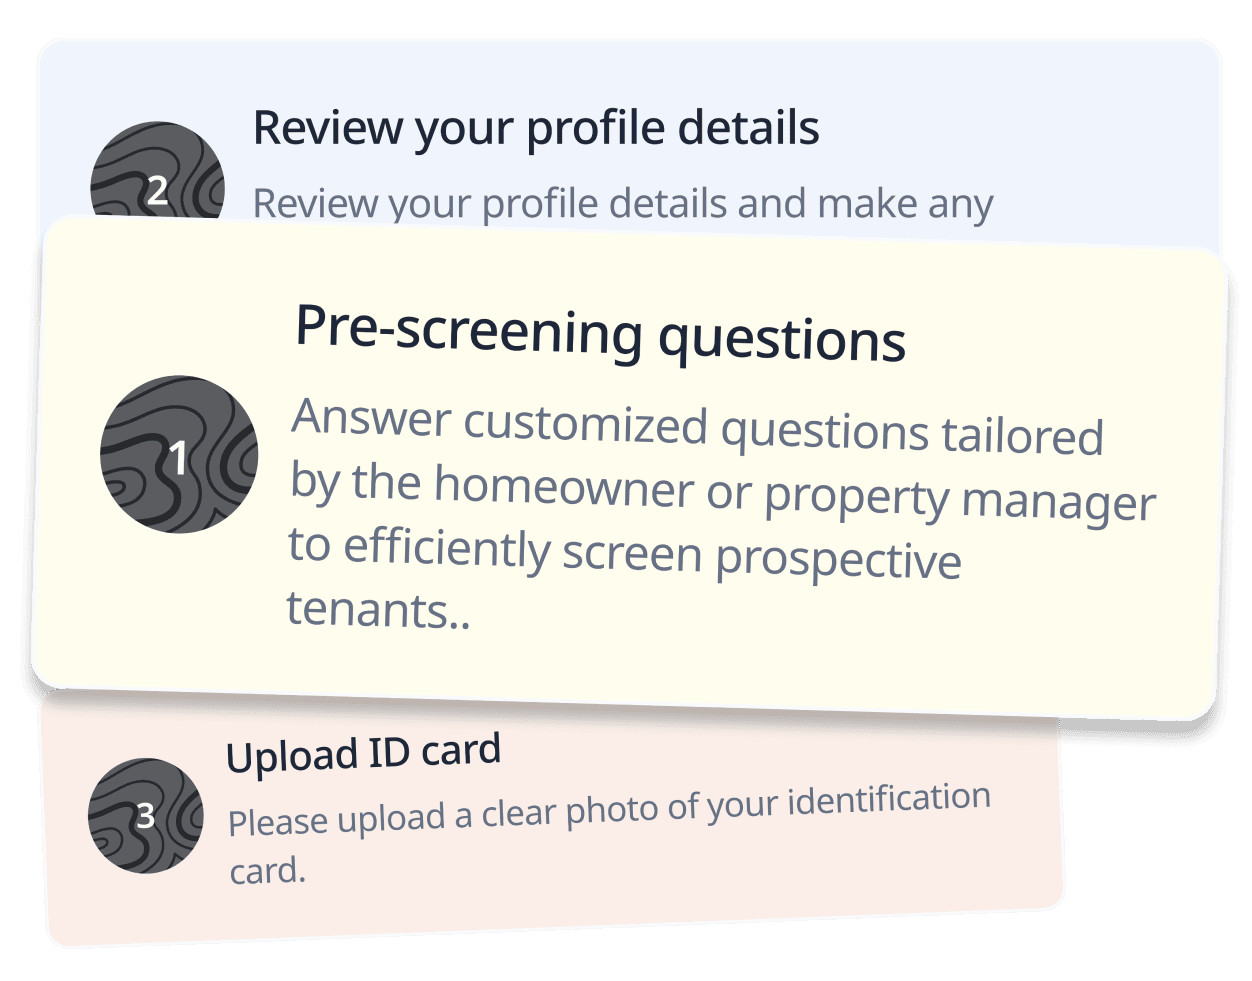 Review your profile details
2
Review your profile details and make any
Pre-screening questions
1
Answer customized questions tailored
by the homeowner or property manager
to efficiently screen prospective
tenants..
Upload ID card
3
Please upload a clear photo of your identification
card.